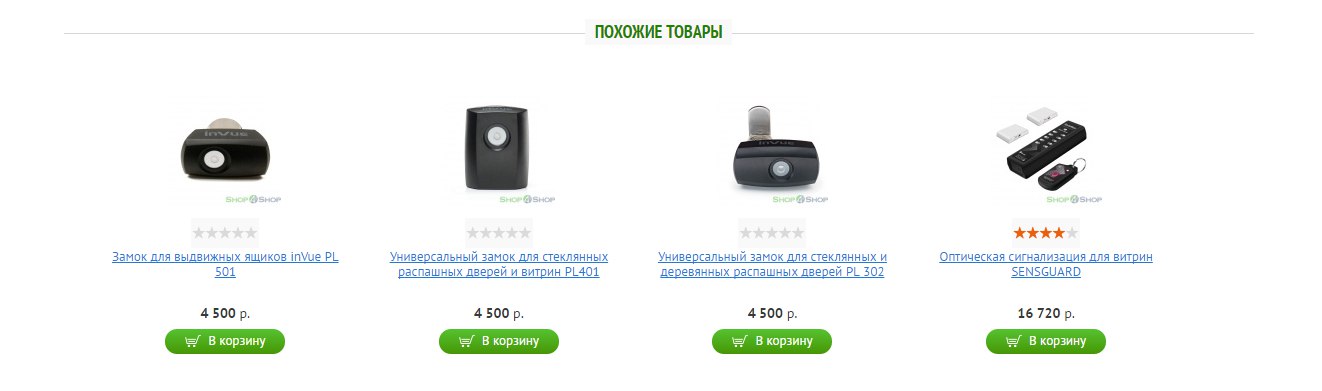 ПОХОЖИЕ ТОВАРЫ
inVue
SHOP SHOP
SHOP SHOP
inVue
SHOP SHOP
SHOP SHOP
Замок для выдвижных ящиков inVue PL
501
4 500 р.
В корзину
Универсальный замок для стеклянных
распашных дверей и витрин PL401
4 500 р.
В корзину
Универсальный замок для стеклянных и
деревянных распашных дверей PL 302
4 500 р.
В корзину
Оптическая сигнализация для витрин
SENSGUARD
16 720 р.
В корзину